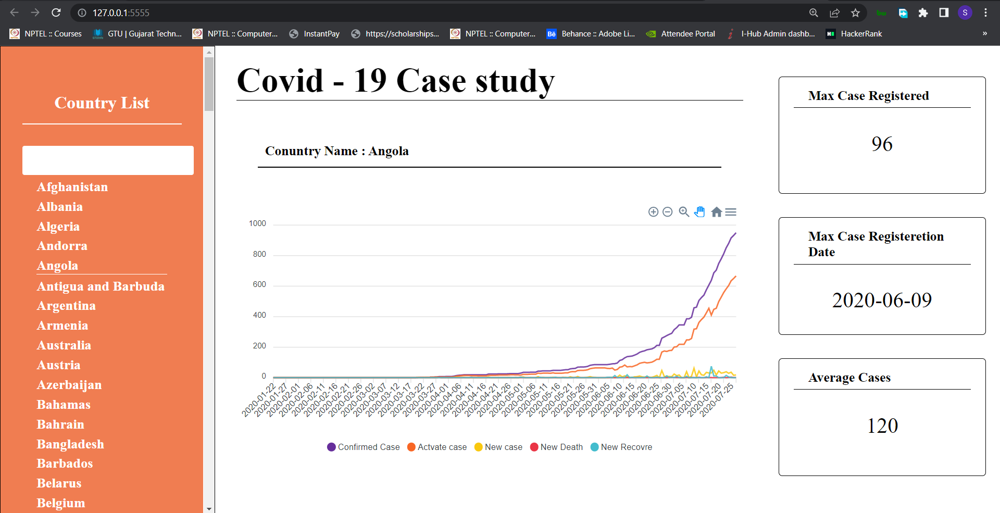 127.0.0.1:5555
S
NPTEL :: Courses
GTU | Gujarat Techn...
NPTEL :: Computer...
InstantPay
https://scholarships...
NPTEL :: Computer...
Bē
Behance :: Adobe Li...
Attendee Portal
I-Hub Admin dashb...
HackerRank
»
Country List
Afghanistan
Albania
Algeria
Andorra
Angola
Antigua and Barbuda
Argentina
Armenia
Australia
Austria
Azerbaijan
Bahamas
Bahrain
Bangladesh
Barbados
Belarus
Belgium
Covid - 19 Case study
Conuntry Name : Angola
1000
800
600
400
200
0
2020-01-22
2020-01-27
2020-02-01
2020-02-06
2020-02-11
2020-02-16
2020-02-21
2020-02-26
2020-03-02
2020-03-07
2020-03-12
2020-03-17
2020-03-22
2020-03-27
2020-04-01
2020-04-06
2020-04-11
2020-04-16
2020-04-21
2020-04-26
2020-05-01
2020-05-06
2020-05-11
2020-05-16
2020-05-21
2020-05-26
2020-05-31
2020-06-05
2020-06-10
2020-06-15
2020-06-20
2020-06-25
2020-06-30
2020-07-05
2020-07-10
2020-07-15
2020-07-20
2020-07-25
Confirmed Case
Actvate case
New case
New Death
New Recovre
Max Case Registered
96
Max Case Registeretion
Date
2020-06-09
Average Cases
120